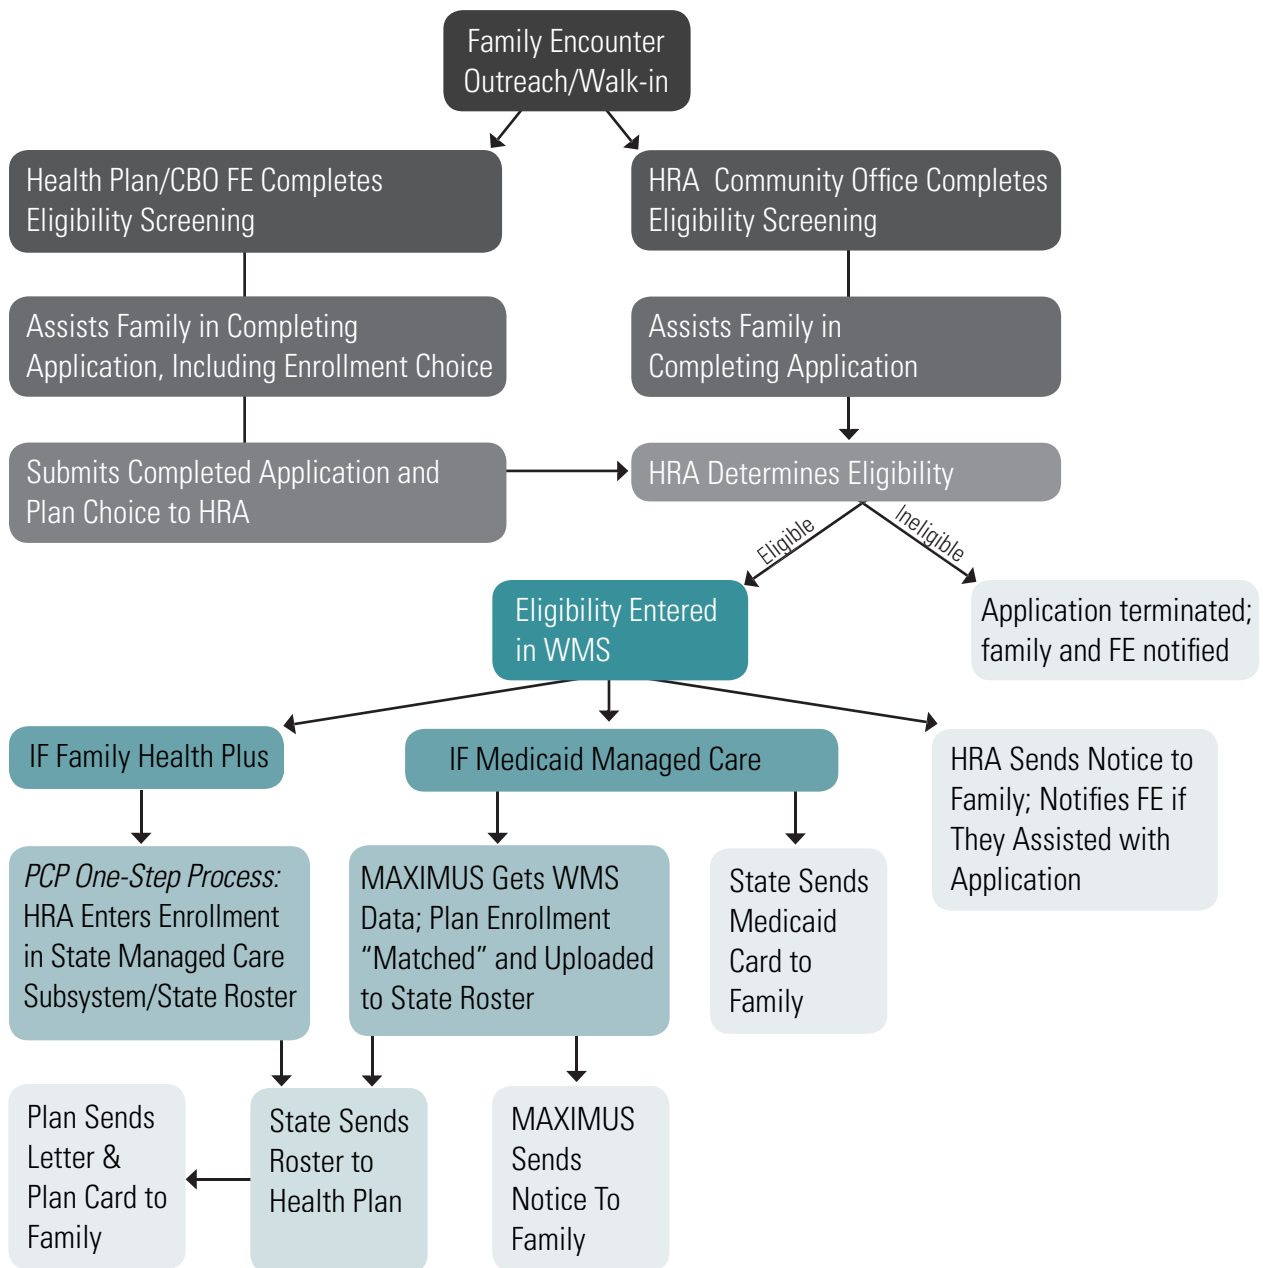 Family Encounter
Outreach/Walk-in
Health Plan/CBO FE Completes
Eligibility Screening
HRA Community Office Completes
Eligibility Screening
Assists Family in Completing
Application, Including Enrollment Choice
Assists Family in
Completing Application
Submits Completed Application and
Plan Choice to HRA
HRA Determines Eligibility
Eligible
Ineligible
Eligibility Entered
in WMS
Application terminated;
family and FE notified
IF Family Health Plus
IF Medicaid Managed Care
HRA Sends Notice to
Family; Notifies FE if
They Assisted with
Application
PCP One-Step Process:
HRA Enters Enrollment
in State Managed Care
Subsystem/State Roster
MAXIMUS Gets WMS
Data; Plan Enrollment
“Matched” and Uploaded
to State Roster
State Sends
Medicaid
Card to
Family
Plan Sends
Letter &
Plan Card to
Family
State Sends
Roster to
Health Plan
MAXIMUS
Sends
Notice To
Family